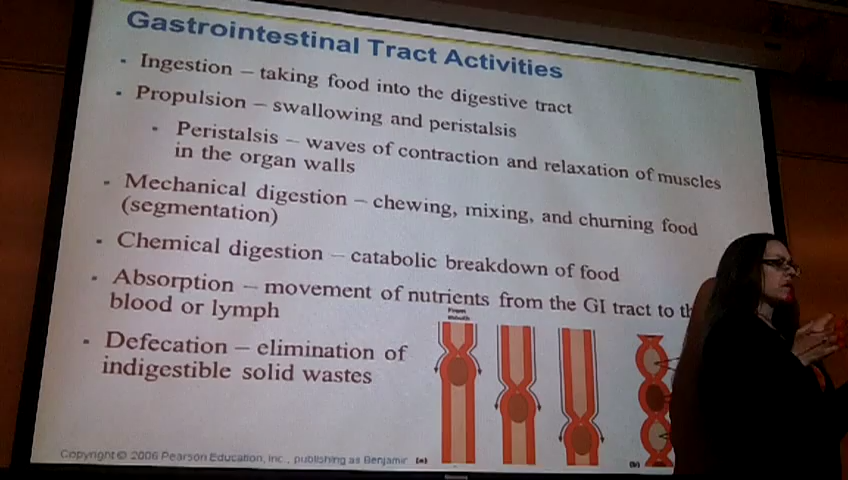 Gastrointestinal Tract Activities
Ingestion – taking food into the digestive tract
Propulsion – swallowing and peristalsis
Peristalsis – waves of contraction and relaxation of muscles
in the organ walls
Mechanical digestion – chewing, mixing, and churning food
(segmentation)
Chemical digestion – catabolic breakdown of food
Absorption – movement of nutrients from the GI tract to
blood or lymph
From
mouth
Defecation – elimination of
indigestible solid wastes
Copyright © 2006 Pearson Education, Inc., publishing as Benjamin
(a)
(b)